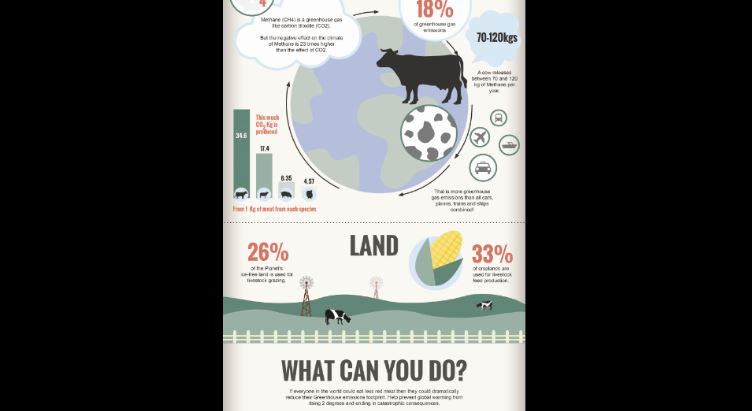 4
18%
of greenhouse gas
emissions
Methane (CH4) is a greenhouse gas
like carbon dioxide (CO2).
But the negative effect on the climate
of Methane is 23 times higher
than the effect of CO2.
70-120kgs
A cow releases
between 70 and 120
kg of Methane per
year.
This much
CO2 Kg is
produced
34.6
17.4
6.35
4.57
From 1 Kg of meat from each species
That is more greenhouse
gas emissions than all cars,
planes, trains and ships
combined!
LAND
26%
of the Planet's
ice-free land is used for
livestock grazing.
33%
of croplands are
used for livestock
feed production.
WHAT CAN YOU DO?
If everyone in the world could eat less red meat then they could dramatically
reduce their Greenhouse emissions footprint. Help prevent global warming from
rising 2 degrees and ending in catastrophic consequences.